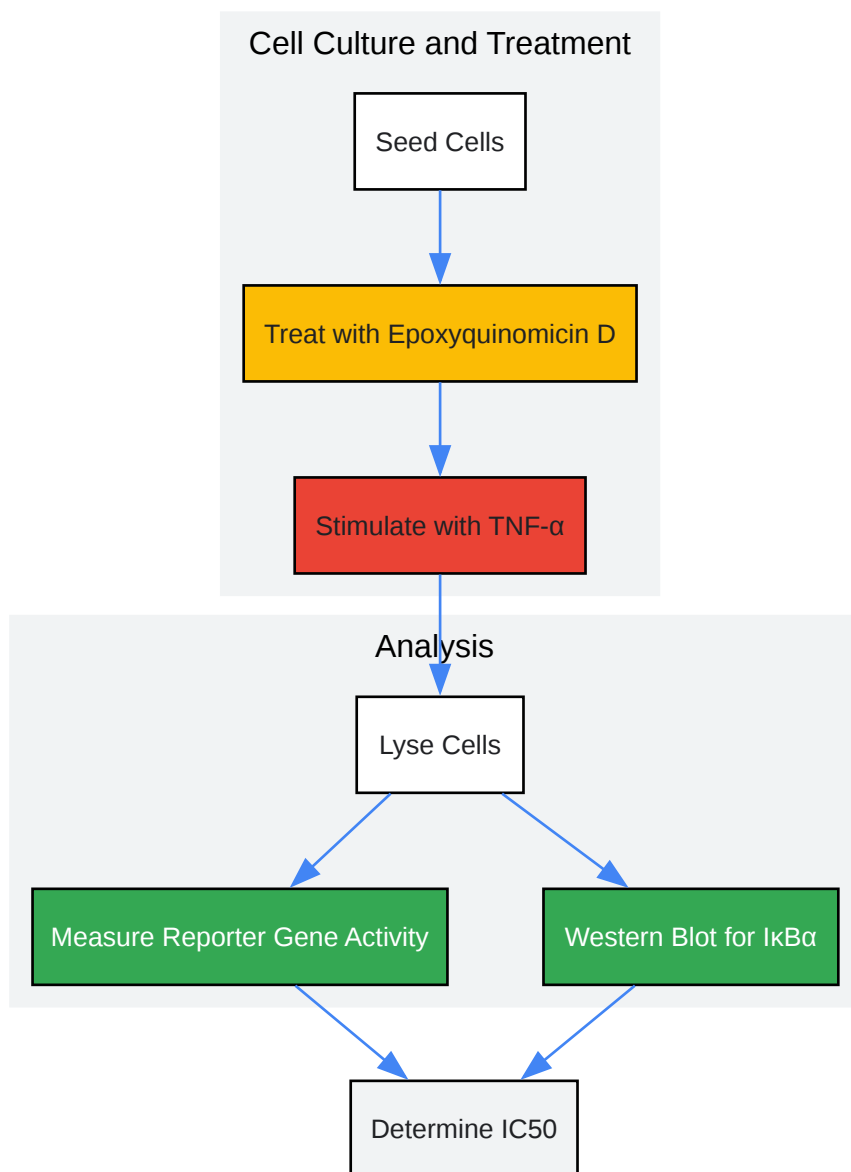 Cell Culture and Treatment
Seed Cells
Treat with Epoxyquinomicin D
Stimulate with TNF-α
Analysis
Lyse Cells
Measure Reporter Gene Activity
Western Blot for IκBα
Determine IC50